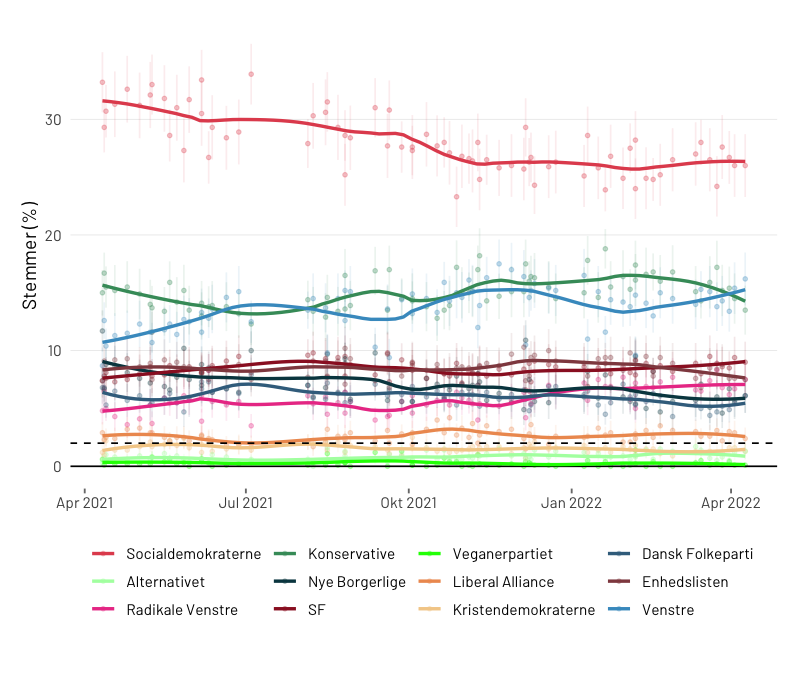 Stemmer(%)
30
20
10
0
Apr 2021 Jul 2021 Okt 2021 Jan 2022 Apr 2022
Socialdemokraterne Konservative Veganerpartiet Dansk Folkeparti
Alternativet Nye Borgerlige Liberal Alliance Enhedslisten
Radikale Venstre SF Kristendemokraterne Venstre